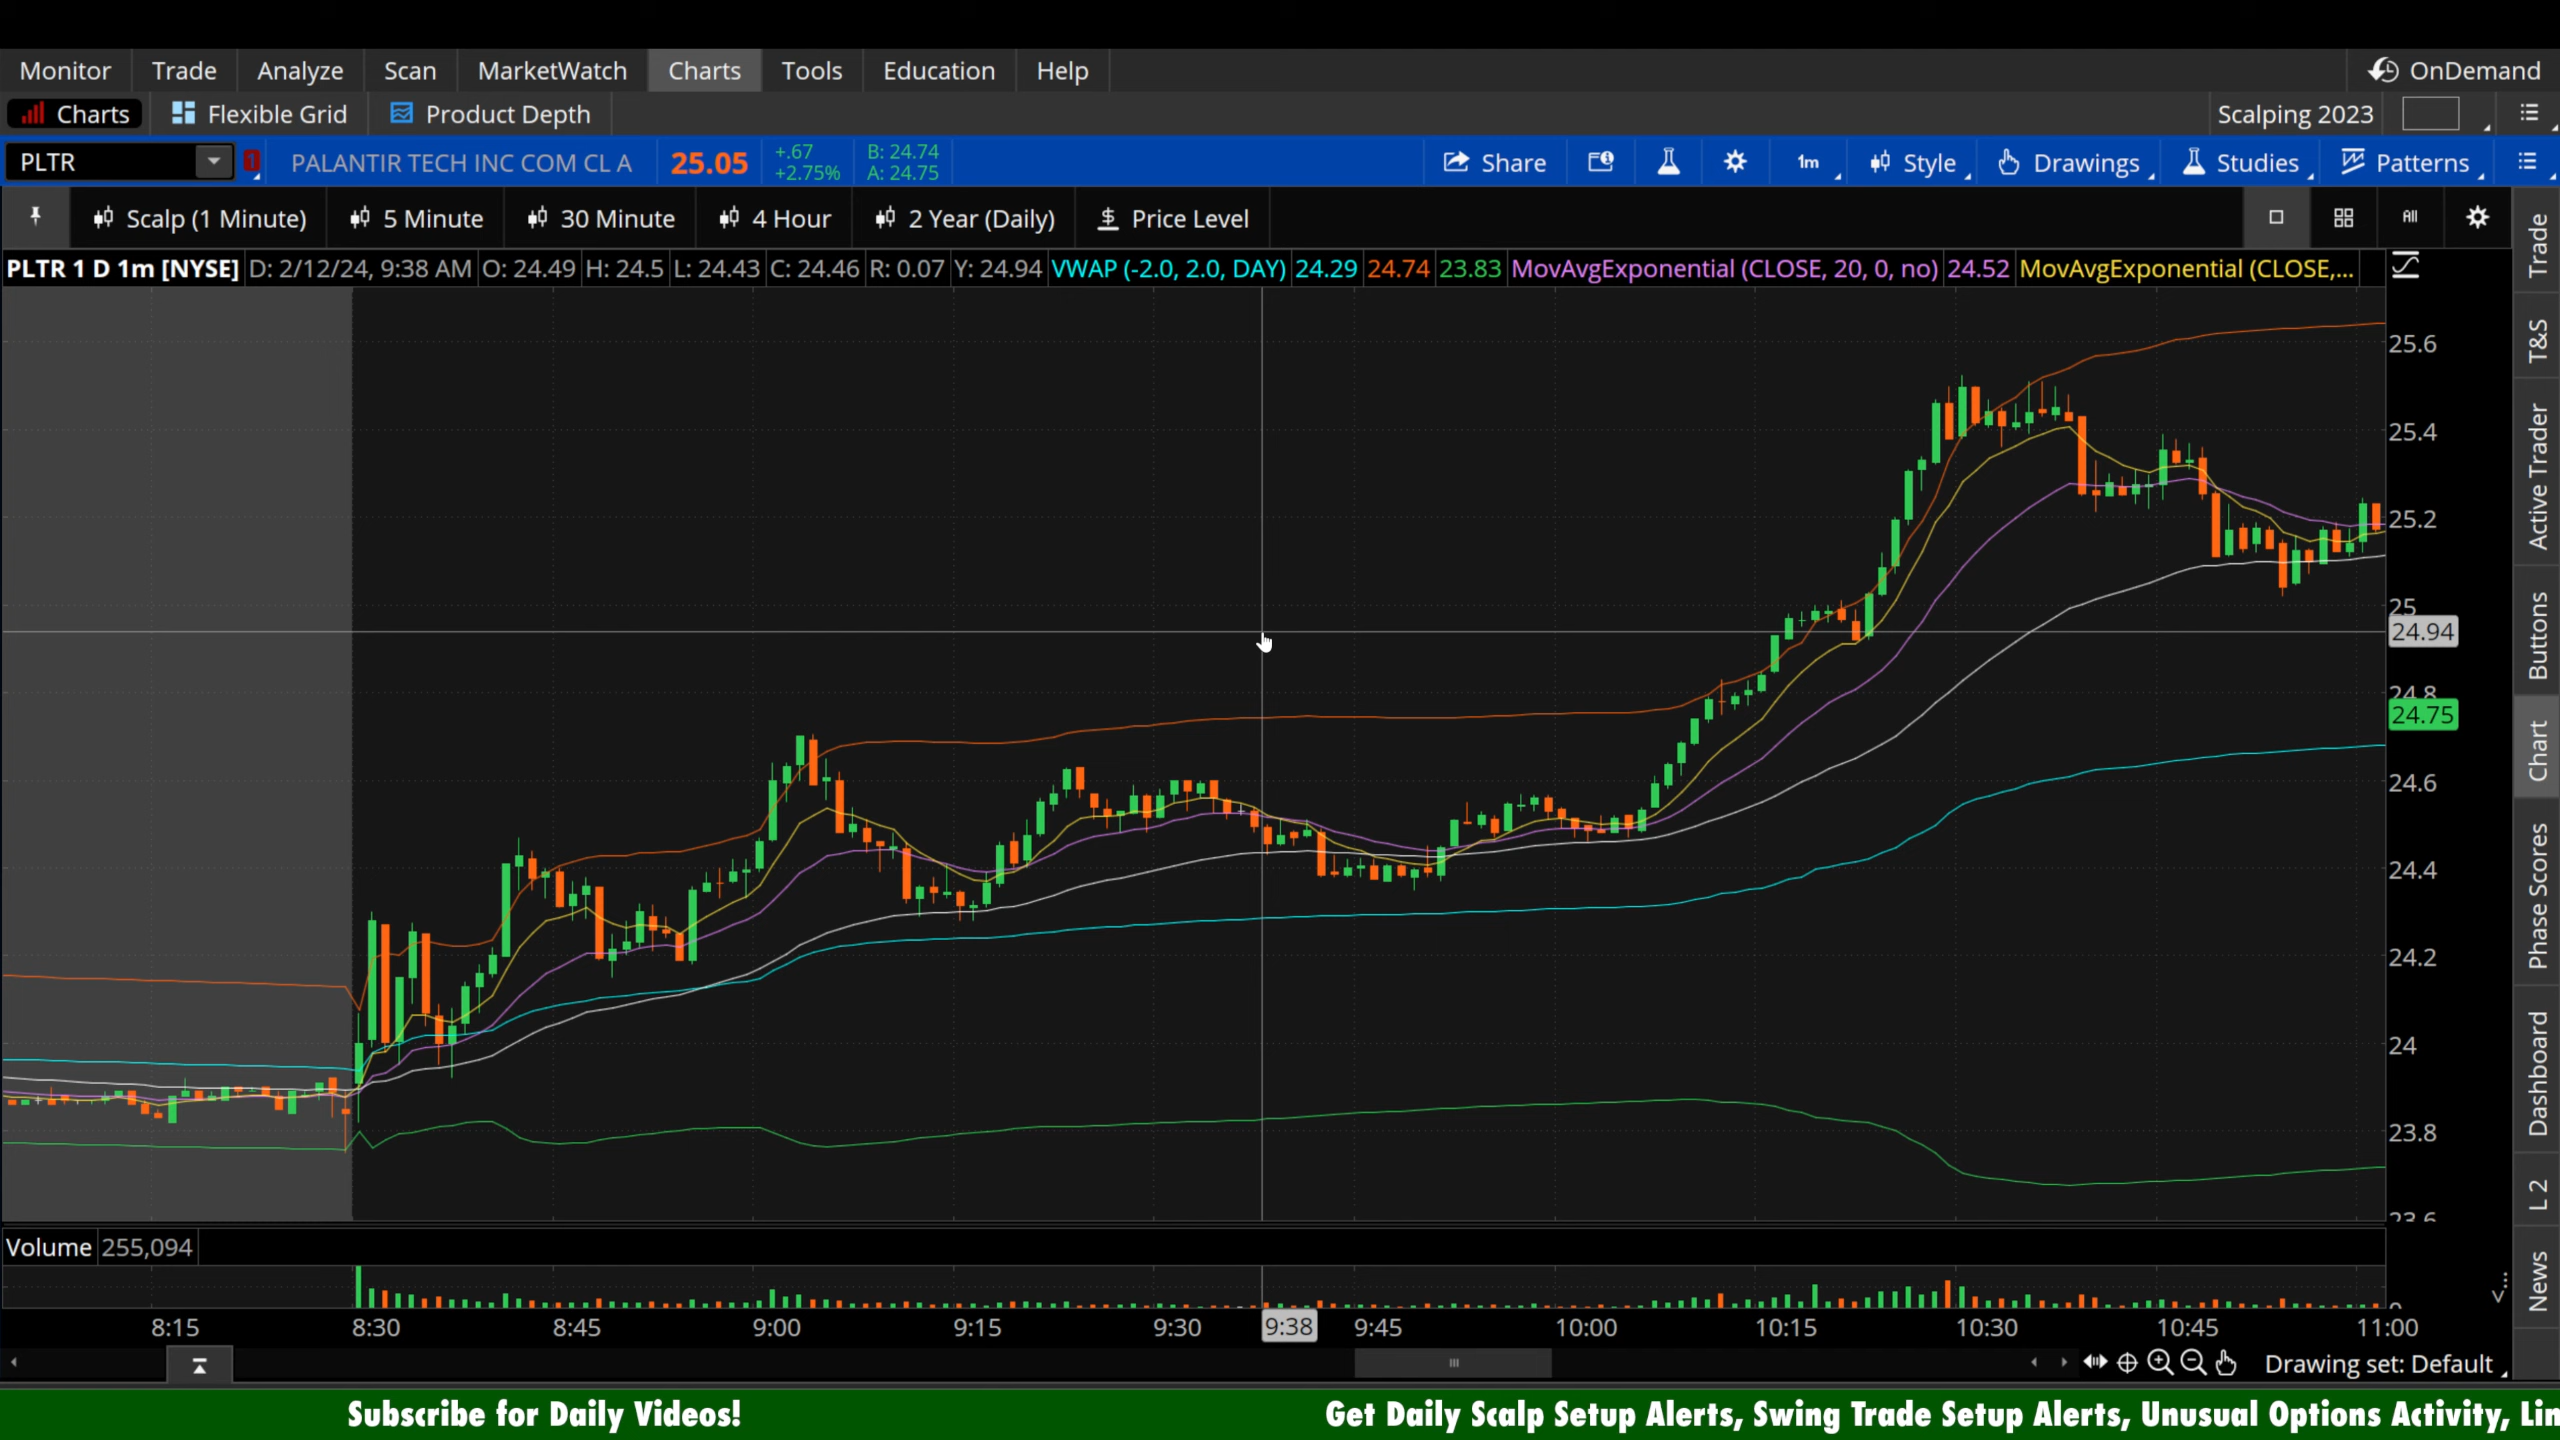 Monitor Trade Analyze Scan MarketWatch Charts Tools Education Help OnDemand
Charts Flexible Grid Product Depth Scalping 2023
PLTR 1 PALANTIR TECH INC COM CL A 25.05 +.67 +2.75% B: 24.74 A: 24.75 Share 1m Style Drawings Studies Patterns
Scalp (1 Minute) 5 Minute 30 Minute 4 Hour 2 Year (Daily) $ Price Level All
PLTR 1 D 1m [NYSE] D: 2/12/24, 9:38 AM O: 24.49 H: 24.5 L: 24.43 C: 24.46 R: 0.07 Y: 24.94 VWAP (-2.0, 2.0, DAY) 24.29 24.74 23.83 MovAvgExponential (CLOSE, 20, 0, no) 24.52 MovAvgExponential (CLOSE,...
25.6
25.4
25.2
25
24.94
24.8
24.75
24.6
24.4
24.2
24
23.8
23.6
Volume 255,094
0
8:15 8:30 8:45 9:00 9:15 9:30 9:38 9:45 10:00 10:15 10:30 10:45 11:00
Drawing set: Default
Trade
T&S
Active Trader
Buttons
Chart
Phase Scores
Dashboard
L 2
News
Subscribe for Daily Videos! Get Daily Scalp Setup Alerts, Swing Trade Setup Alerts, Unusual Options Activity, Lin